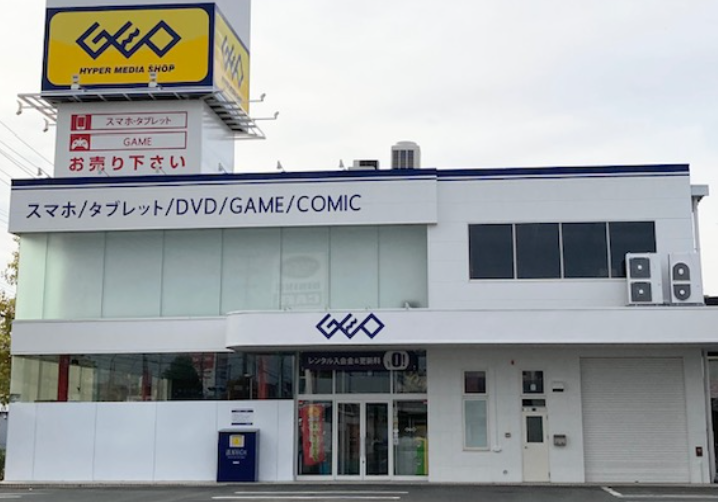 GEO
HYPER MEDIA SHOP
スマホ・タブレット
GAME
お売り下さい
スマホ/タブレット/DVD/GAME/COMIC
GEO
レンタル入会金&更新料 0